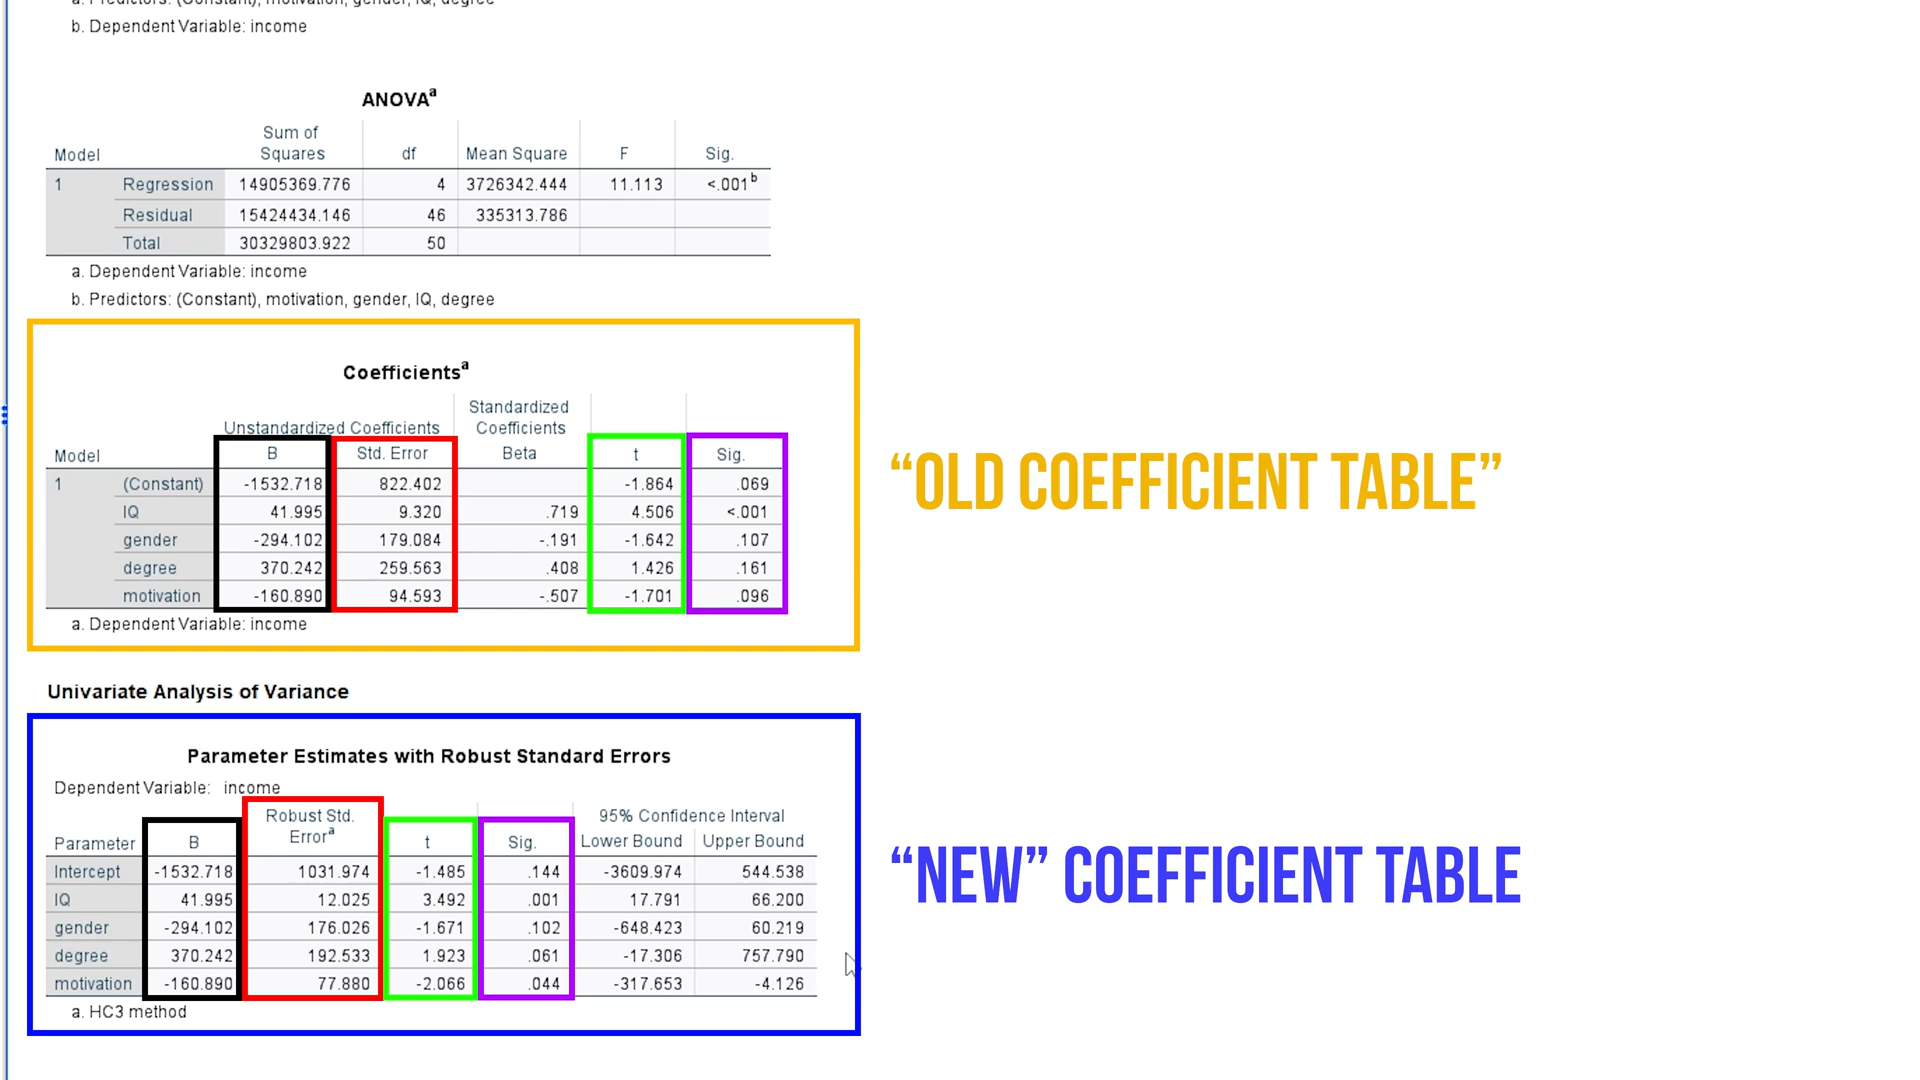 a. Predictors: (Constant), motivation, gender, IQ, degree
b. Dependent Variable: income
ANOVAa
Model Sum of Squares df Mean Square F Sig.
1 Regression 14905369.776 4 3726342.444 11.113 <.001b
Residual 15424434.146 46 335313.786
Total 30329803.922 50
a. Dependent Variable: income
b. Predictors: (Constant), motivation, gender, IQ, degree
Coefficientsa
Unstandardized Coefficients Standardized Coefficients
Model B Std. Error Beta t Sig.
1 (Constant) -1532.718 822.402 -1.864 .069
IQ 41.995 9.320 .719 4.506 <.001
gender -294.102 179.084 -.191 -1.642 .107
degree 370.242 259.563 .408 1.426 .161
motivation -160.890 94.593 -.507 -1.701 .096
a. Dependent Variable: income
“OLD COEFFICIENT TABLE”
Univariate Analysis of Variance
Parameter Estimates with Robust Standard Errors
Dependent Variable: income
Parameter B Robust Std. Errora t Sig. 95% Confidence Interval
Lower Bound Upper Bound
Intercept -1532.718 1031.974 -1.485 .144 -3609.974 544.538
IQ 41.995 12.025 3.492 .001 17.791 66.200
gender -294.102 176.026 -1.671 .102 -648.423 60.219
degree 370.242 192.533 1.923 .061 -17.306 757.790
motivation -160.890 77.880 -2.066 .044 -317.653 -4.126
a. HC3 method
“NEW” COEFFICIENT TABLE